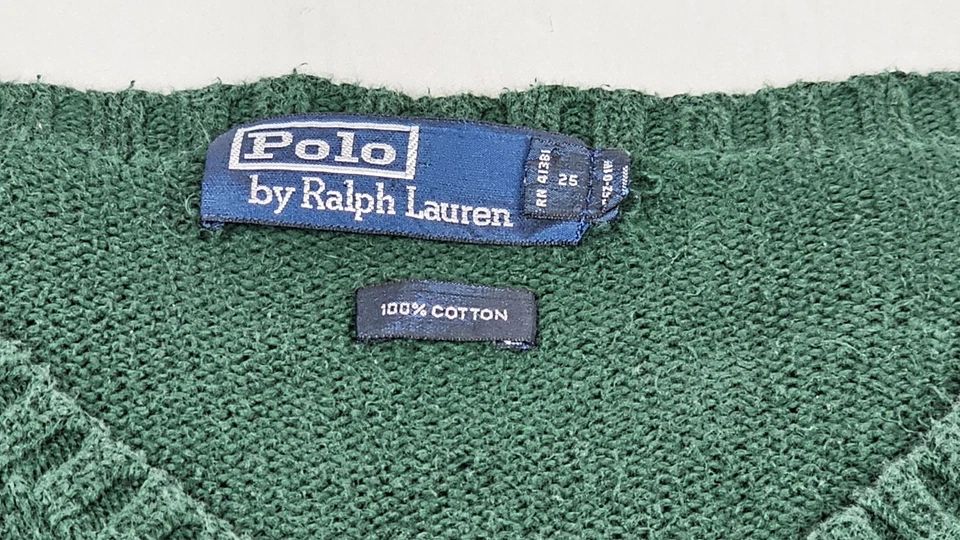 Polo
by Ralph Lauren
RN 41381
25
100% COTTON